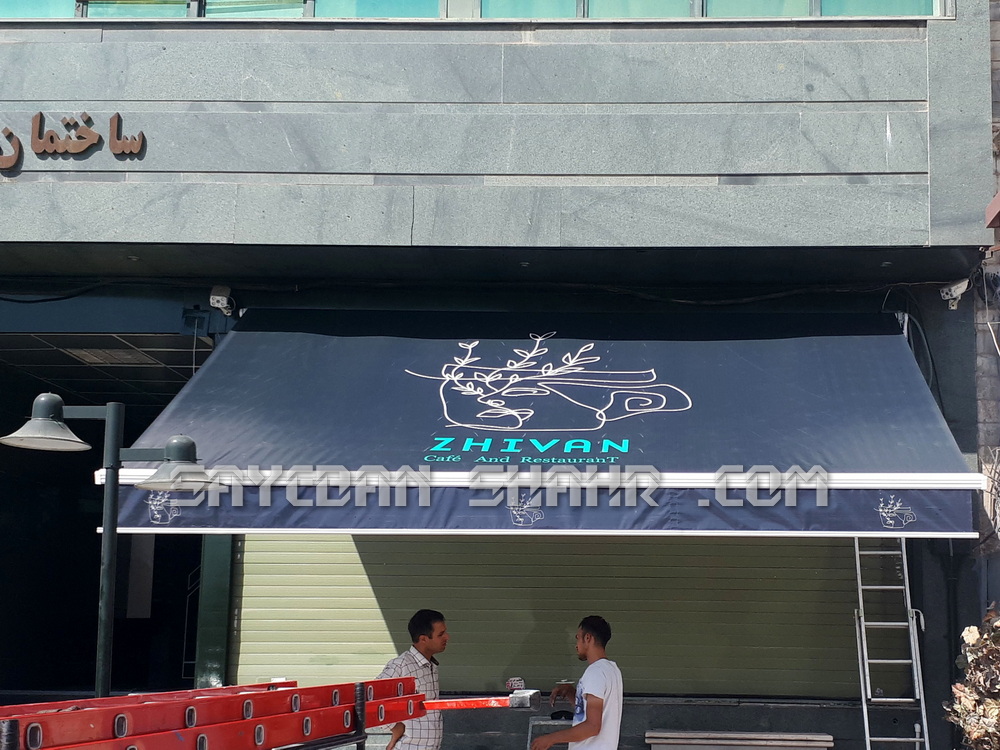 ساختمان
ZHIVAN
Café And RestauranT
SAYEBAN SHAHR .COM